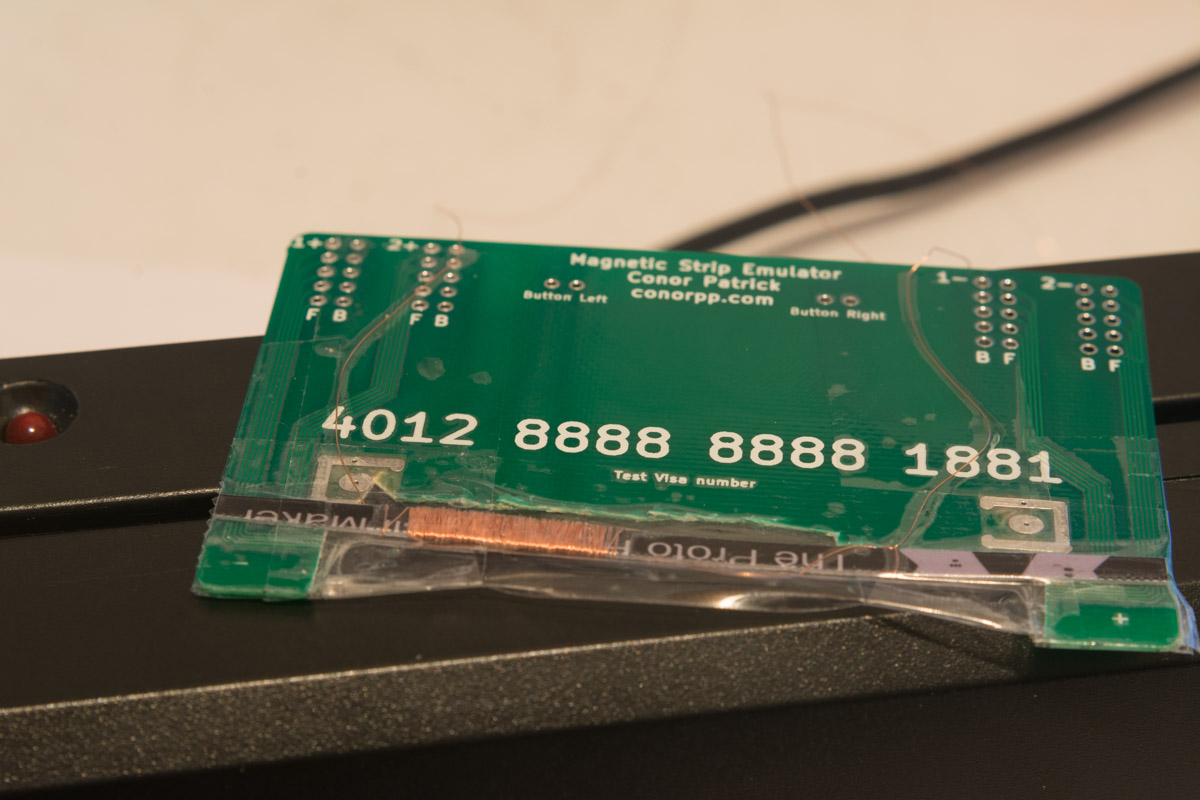 1+ 2+
Magnetic Strip Emulator
Conor Patrick
conorpp.com
1- 2-
Button Left
Button Right
F B
F B
B F
B F
4012 8888 8888 1881
Test Visa number
Maker
The Proto
+